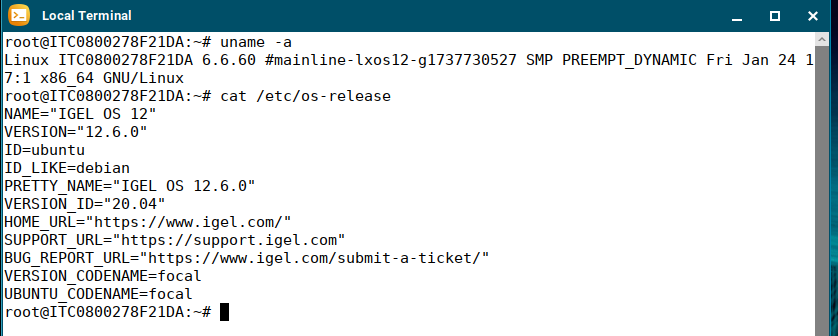 Local Terminal
root@ITC0800278F21DA:~# uname -a
Linux ITC0800278F21DA 6.6.60 #mainline-lxos12-g1737730527 SMP PREEMPT_DYNAMIC Fri Jan 24 1
7:1 x86_64 GNU/Linux
root@ITC0800278F21DA:~# cat /etc/os-release
NAME="IGEL OS 12"
VERSION="12.6.0"
ID=ubuntu
ID_LIKE=debian
PRETTY_NAME="IGEL OS 12.6.0"
VERSION_ID="20.04"
HOME_URL="https://www.igel.com/"
SUPPORT_URL="https://support.igel.com"
BUG_REPORT_URL="https://www.igel.com/submit-a-ticket/"
VERSION_CODENAME=focal
UBUNTU_CODENAME=focal
root@ITC0800278F21DA:~#